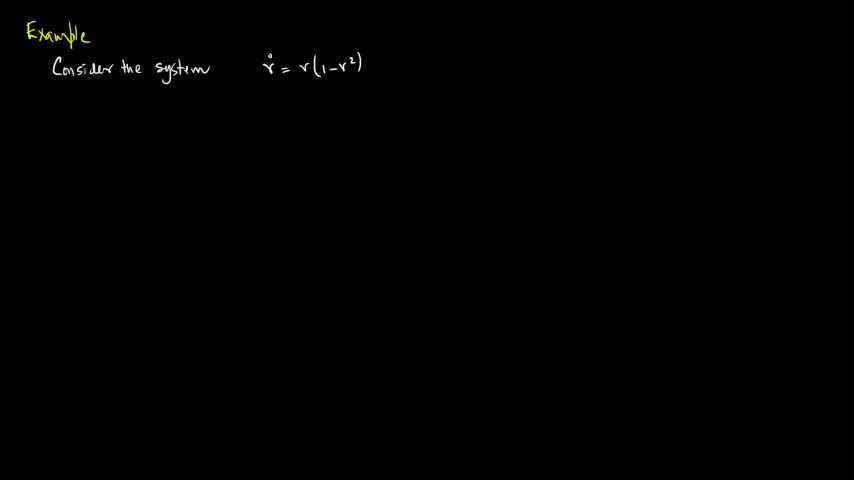 Example
Consider the system ṙ = r(1-r²)